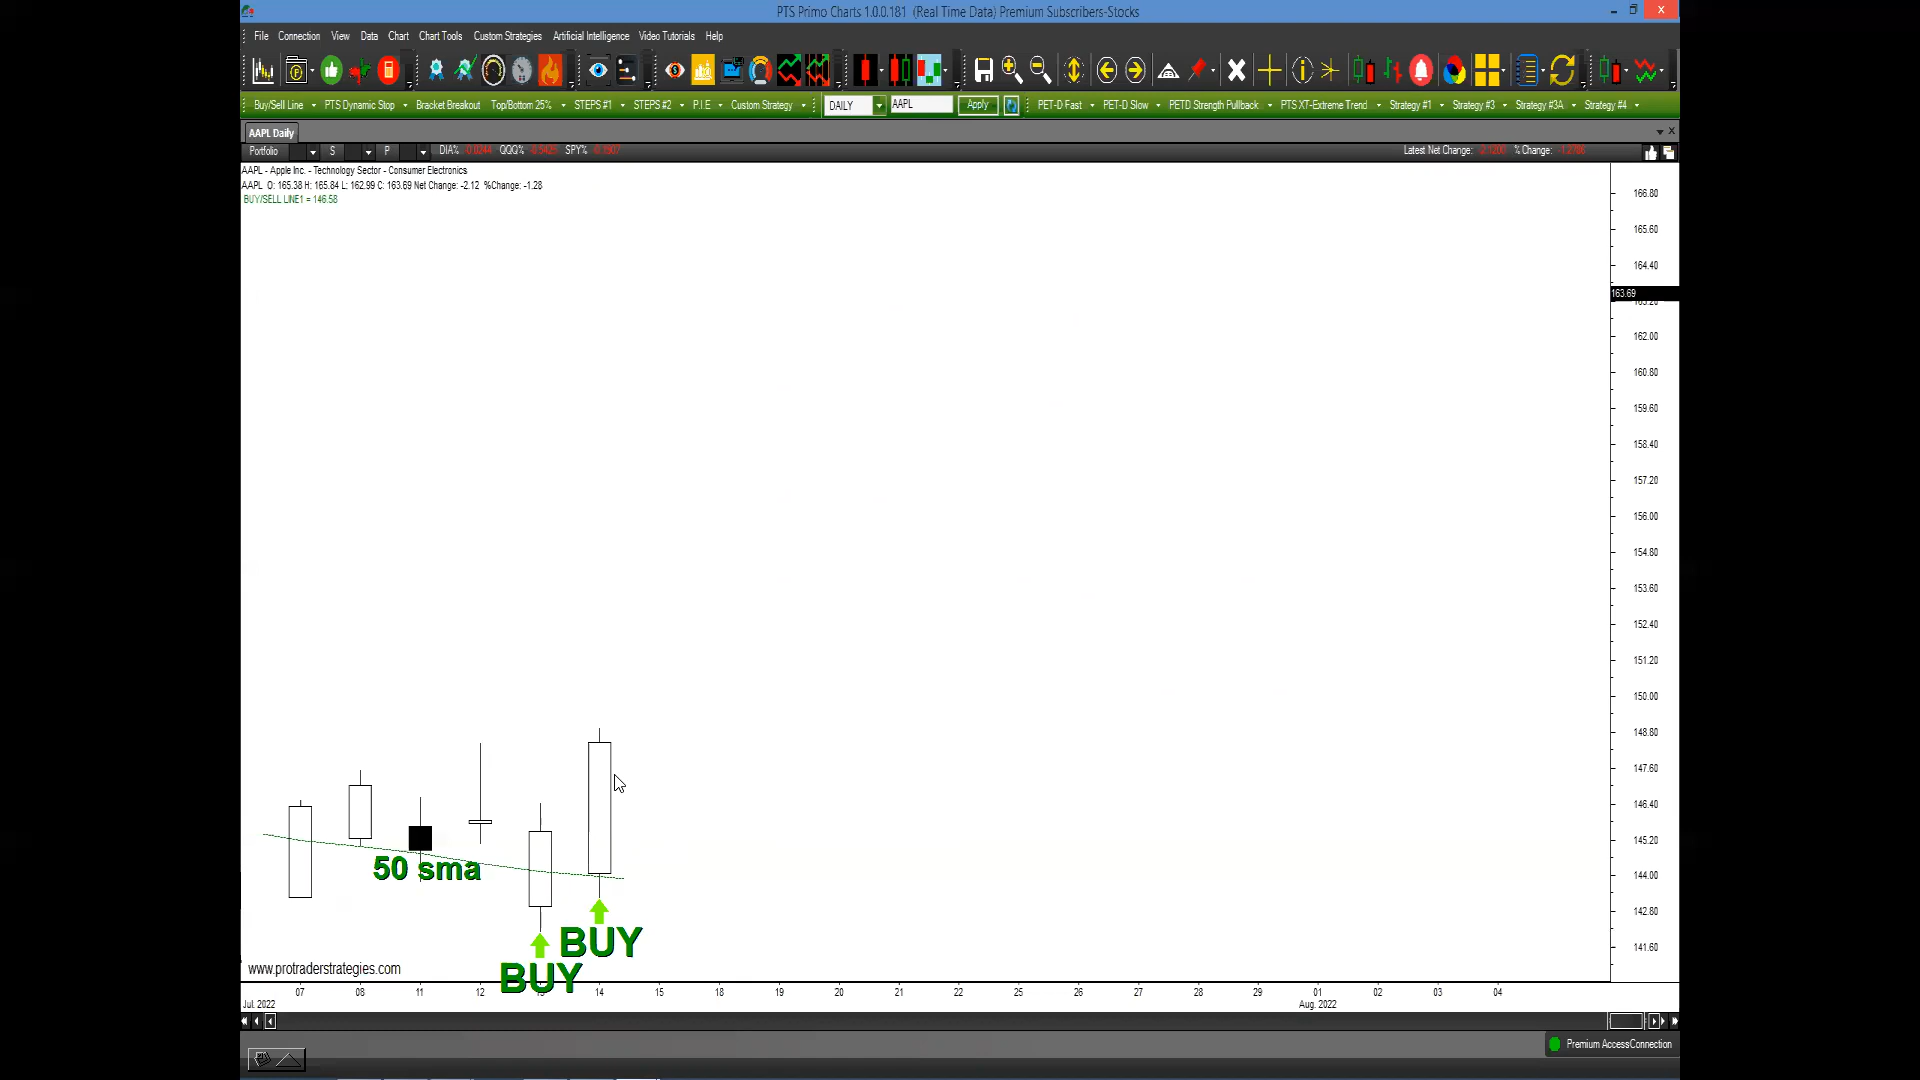 PTS Primo Charts 1.0.0.181 (Real Time Data) Premium Subscribers-Stocks
File Connection View Data Chart Chart Tools Custom Strategies Artificial Intelligence Video Tutorials Help
Buy/Sell Line PTS Dynamic Stop Bracket Breakout Top/Bottom 25% STEPS #1 STEPS #2 P.I.E Custom Strategy DAILY AAPL Apply PET-D Fast PET-D Slow PETD Strength Pullback PTS XT-Extreme Trend Strategy #1 Strategy #3 Strategy #3A Strategy #4
AAPL Daily
Portfolio S P DIA% -0.0244 QQQ% SPY% Latest Net Change: -2.1200 % Change:
AAPL - Apple Inc. - Technology Sector - Consumer Electronics
AAPL O: 165.38 H: 165.84 L: 162.99 C: 163.69 Net Change: -2.12 %Change: -1.28
BUY/SELL LINE1 = 146.58
166.80
165.60
164.40
163.69
163.20
162.00
160.80
159.60
158.40
157.20
156.00
154.80
153.60
152.40
151.20
150.00
148.80
147.60
146.40
145.20
144.00
142.80
141.60
50 sma
BUY
BUY
www.protraderstrategies.com
07 08 11 12 13 14 15 18 19 20 21 22 25 26 27 28 29 01 02 03 04
Jul. 2022 Aug. 2022
Premium AccessConnection